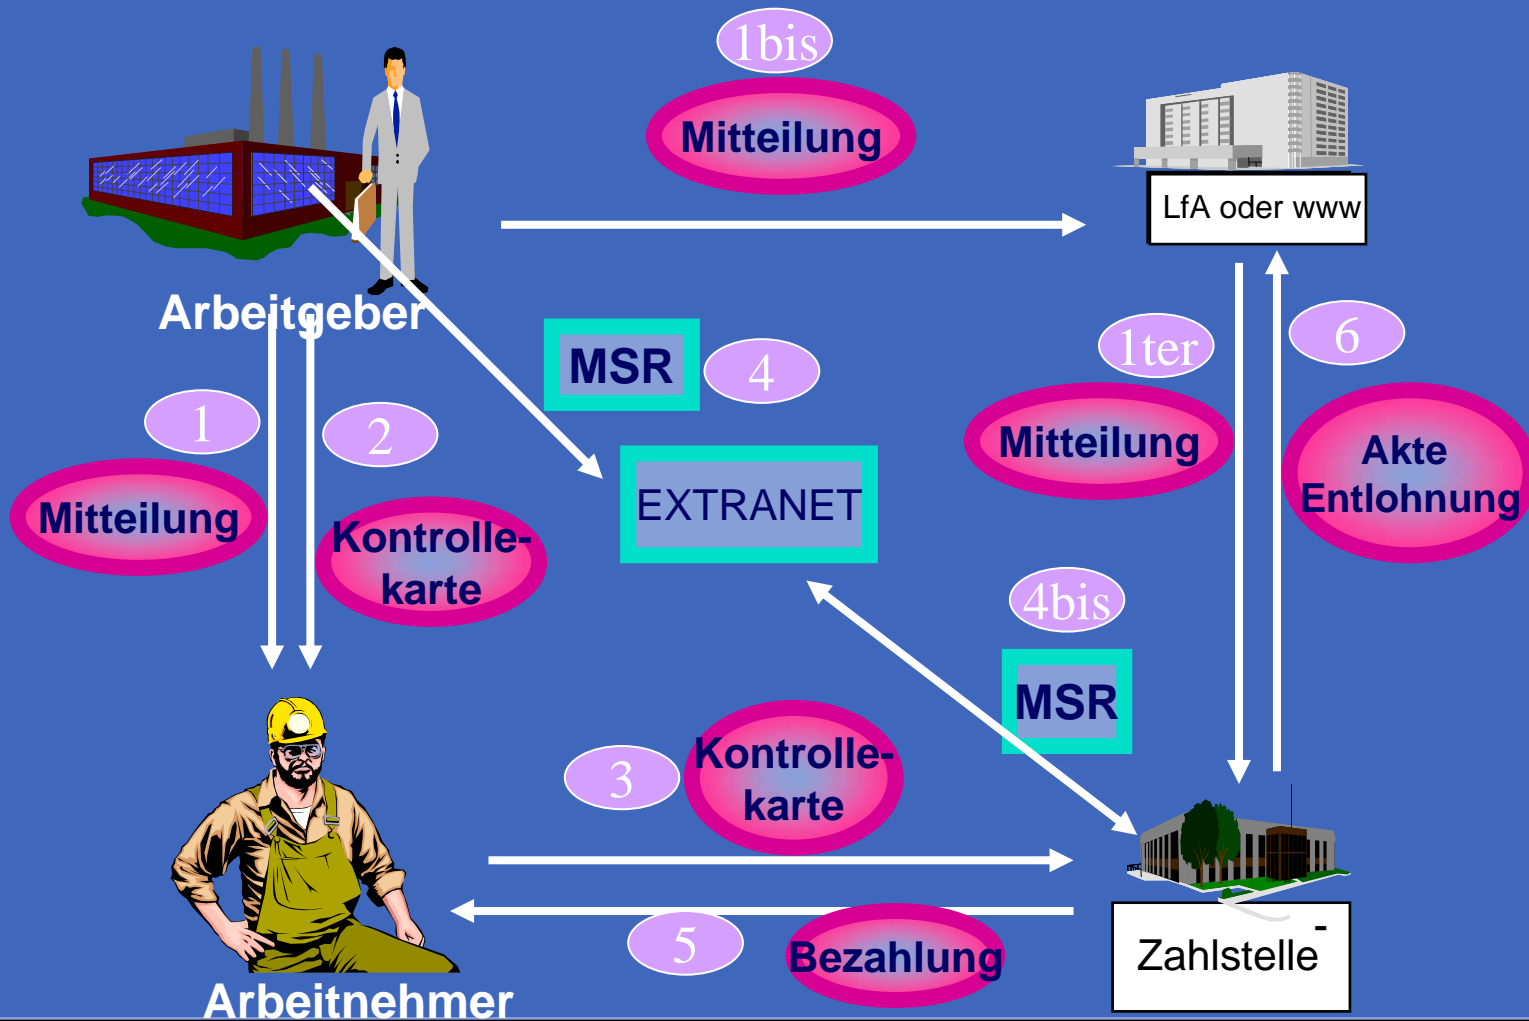 1bis
Mitteilung
LfA oder www
Arbeitgeber
MSR
4
1ter
6
1
2
Mitteilung
Akte
Entlohnung
Mitteilung
Kontrolle-
karte
EXTRANET
4bis
MSR
3
Kontrolle-
karte
5
Bezahlung
Zahlstelle
-
Arbeitnehmer